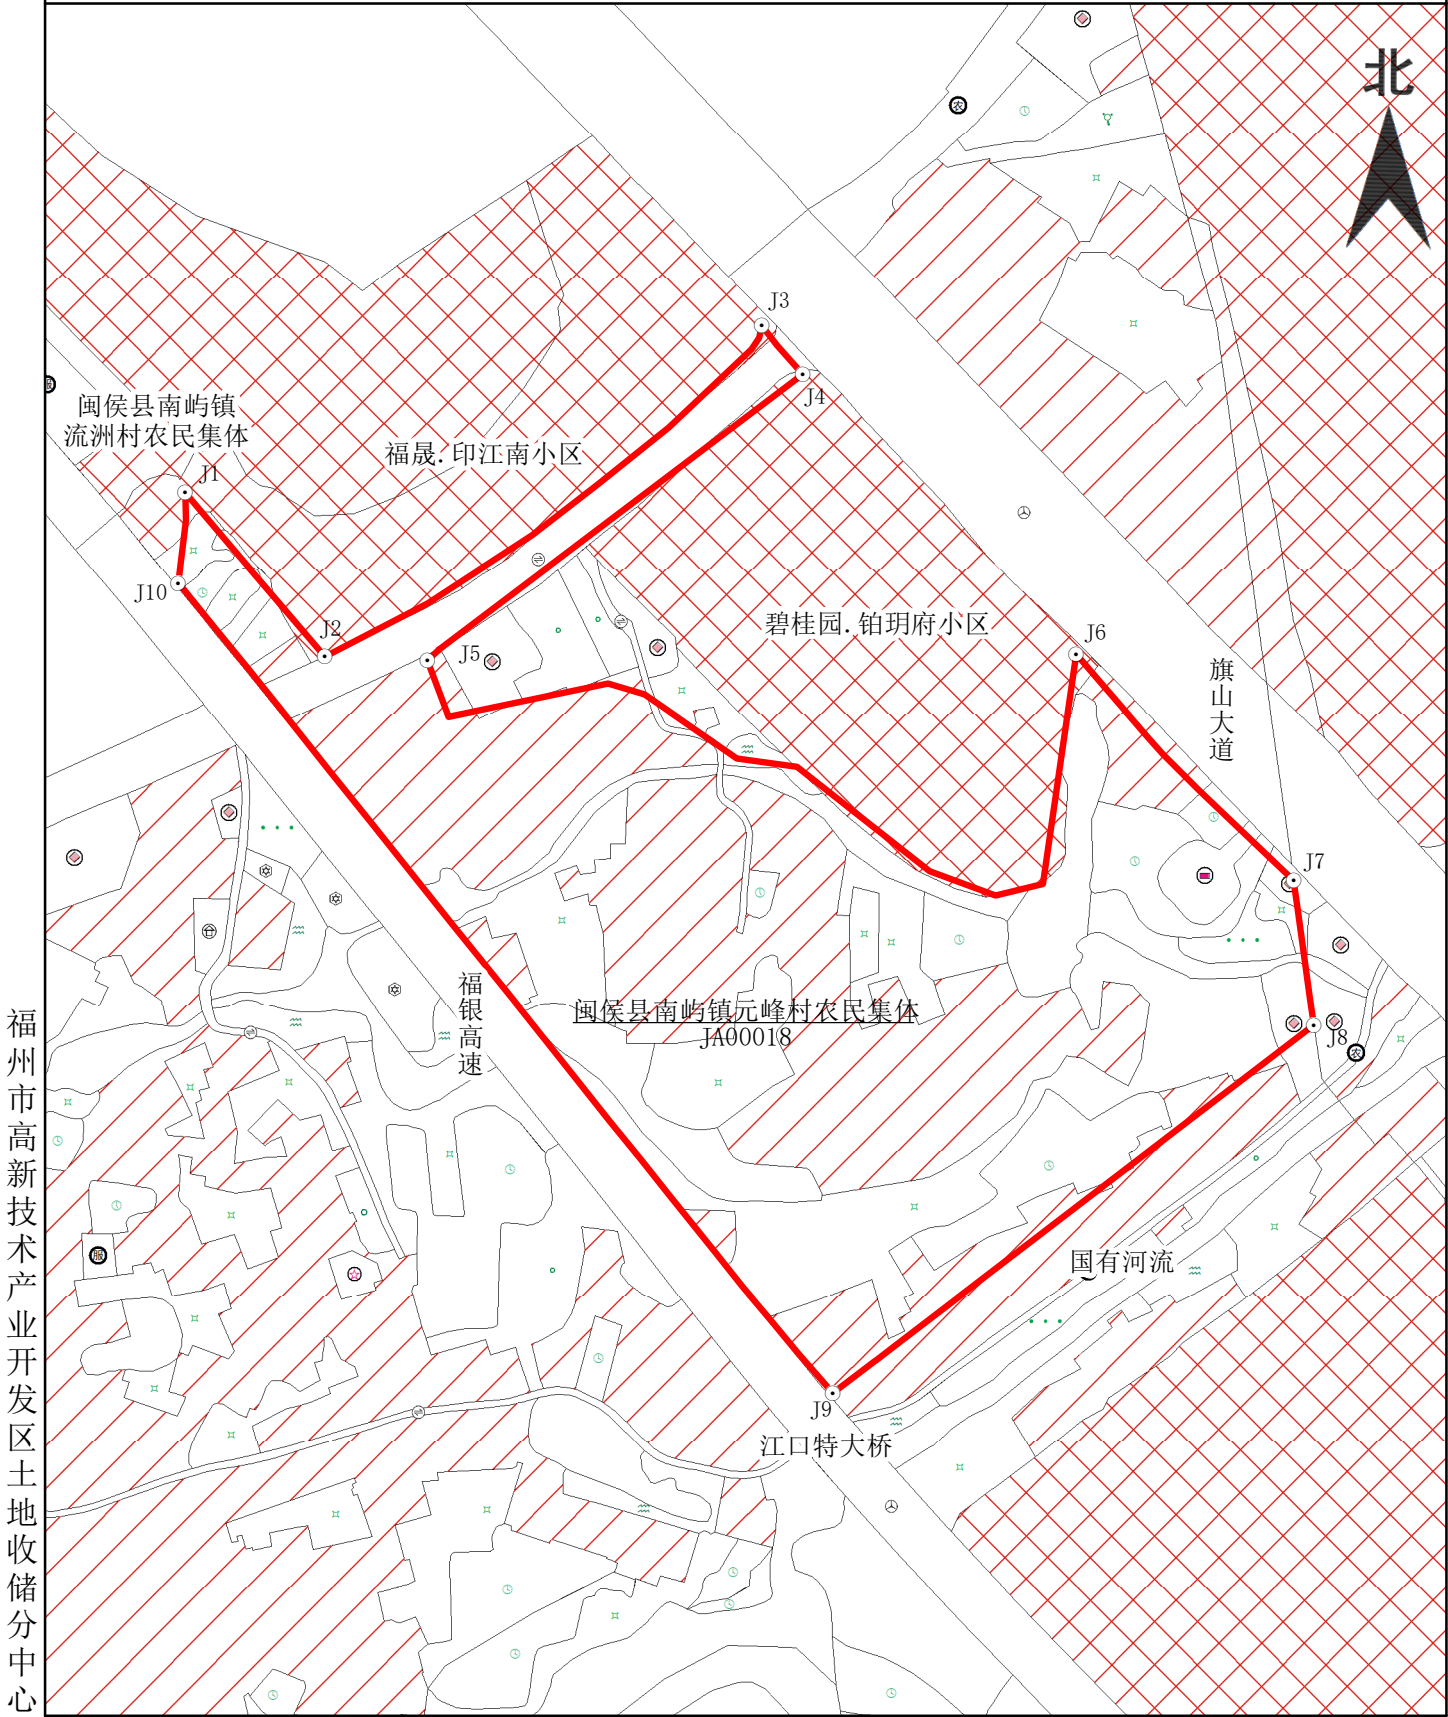 北
J3
J4
闽侯县南屿镇
流洲村农民集体
福晟.印江南小区
J1
J10
J2
J5
碧桂园.铂玥府小区
J6
旗山大道
J7
福银高速
闽侯县南屿镇元峰村农民集体
JA00018
J8
农
农
服
国有河流
J9
江口特大桥
福州市高新技术产业开发区土地收储分中心